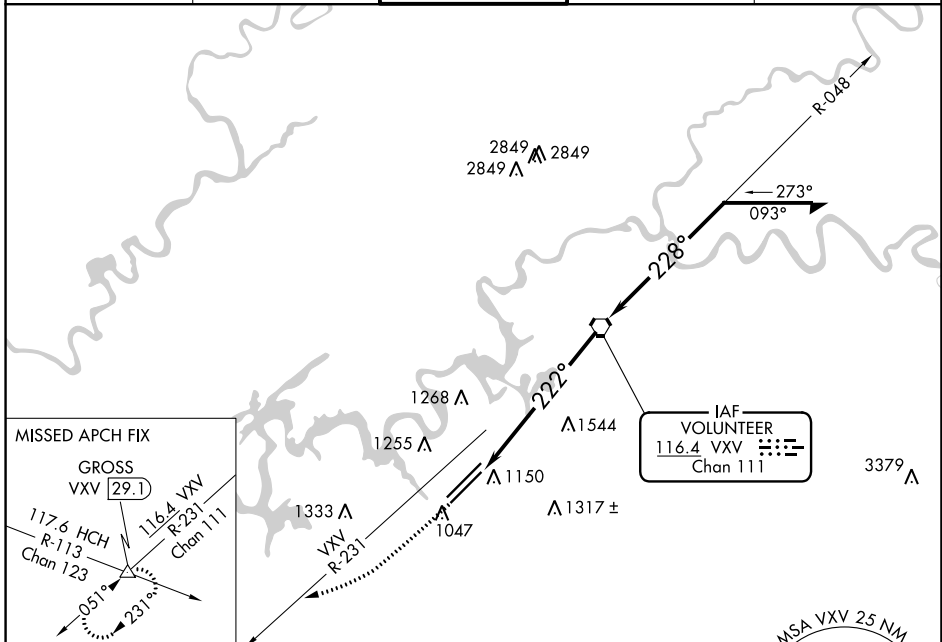 R-048
2849
2849
2849
273°
093°
228°
222°
IAF
VOLUNTEER
116.4 VXV
Chan 111
1268
1255
1544
3379
1150
1317 ±
1333
1047
VXV
R-231
MISSED APCH FIX
GROSS
VXV 29.1
117.6 HCH
R-113
Chan 123
116.4 VXV
R-231
Chan 111
051°
231°
MSA VXV 25 NM